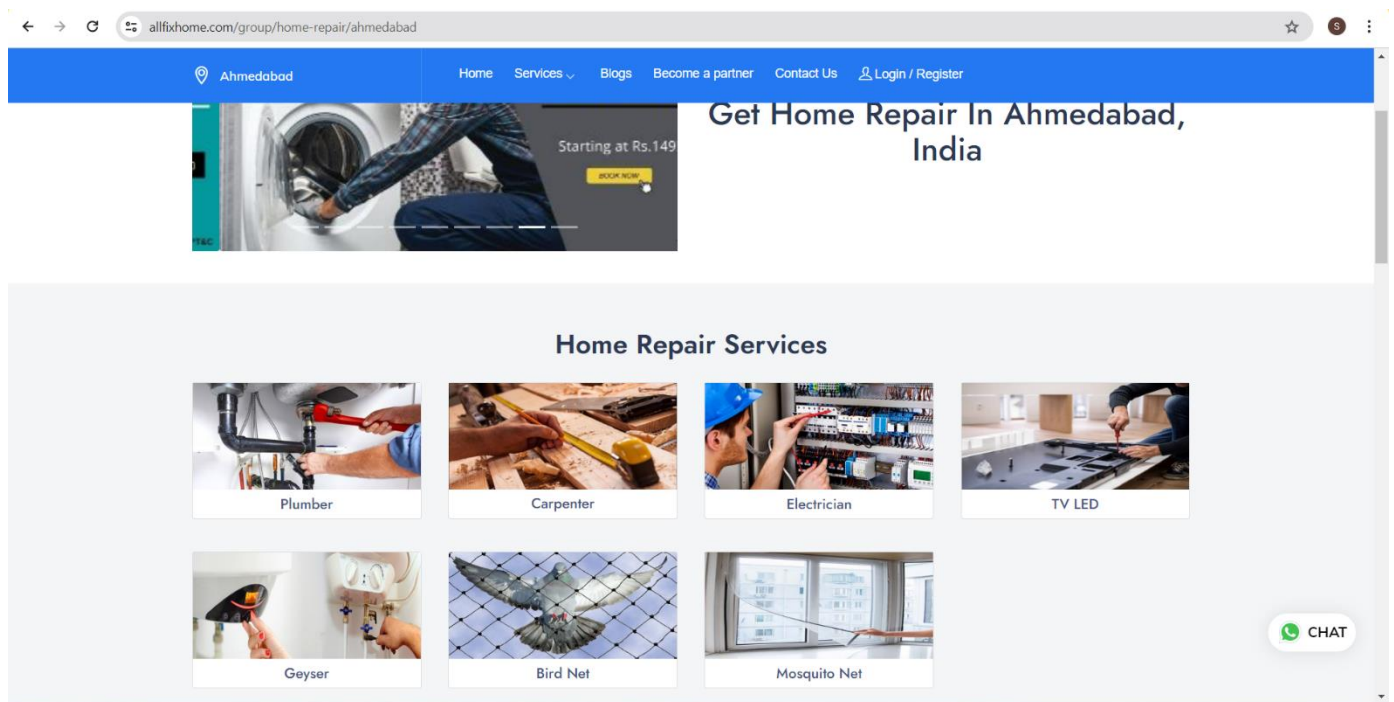 allfixhome.com/group/home-repair/ahmedabad
S
Ahmedabad
Home Services Blogs Become a partner Contact Us Login / Register
Get Home Repair In Ahmedabad,
India
Starting at Rs.149
BOOK NOW
T&C
Home Repair Services
Plumber
Carpenter
Electrician
TV LED
Geyser
Bird Net
Mosquito Net
CHAT